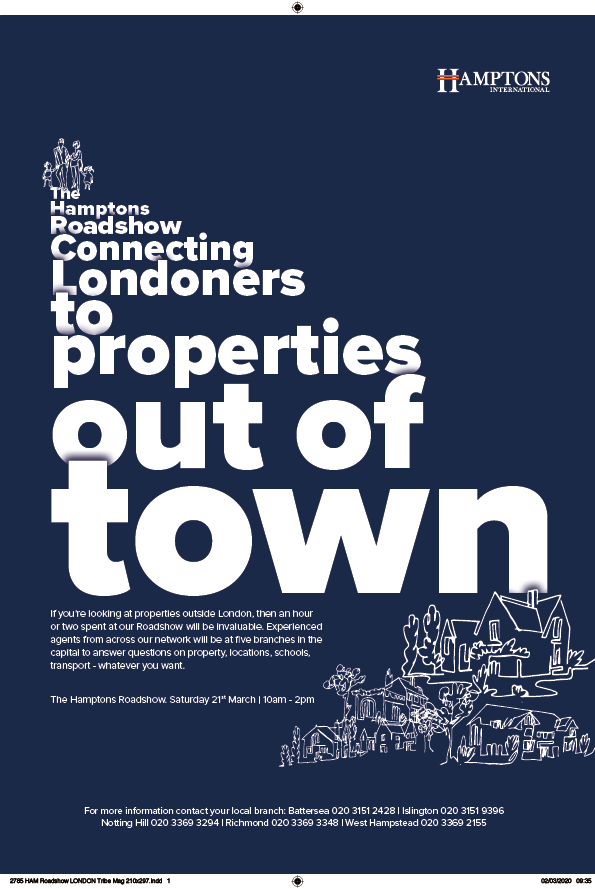 HAMPTONS
INTERNATIONAL
The
Hamptons
Roadshow
Connecting
Londoners
to
properties
out of
town
If you're looking at properties outside London, then an hour
or two spent at our Roadshow will be invaluable. Experienced
agents from across our network will be at five branches in the
capital to answer questions on property, locations, schools,
transport - whatever you want.
The Hamptons Roadshow. Saturday 21st March | 10am - 2pm
For more information contact your local branch: Battersea 020 3151 2428 | Islington 020 3151 9396
Notting Hill 020 3369 3294 | Richmond 020 3369 3348 | West Hampstead 020 3369 2155
2765 HAM Roadshow LONDON Tribe Mag 210x297.indd 1 02/03/2020 09:35